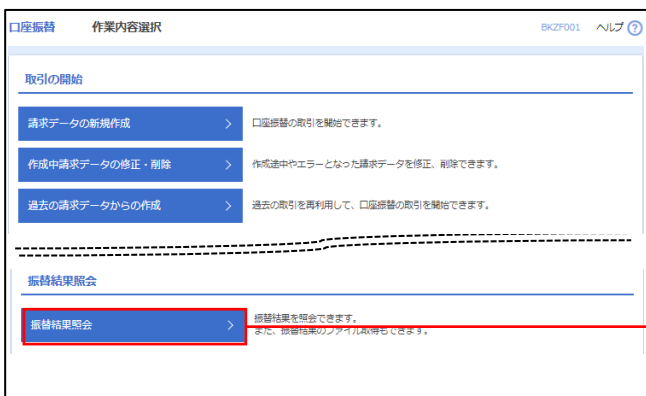 口座振替 作業内容選択 BKZF001 ヘルプ ?
取引の開始
請求データの新規作成 口座振替の取引を開始できます。
作成中請求データの修正・削除 作成途中やエラーとなった請求データを修正、削除できます。
過去の請求データからの作成 過去の取引を再利用して、口座振替の取引を開始できます。
振替結果照会
振替結果照会 振替結果を照会できます。
また、振替結果のファイル取得もできます。